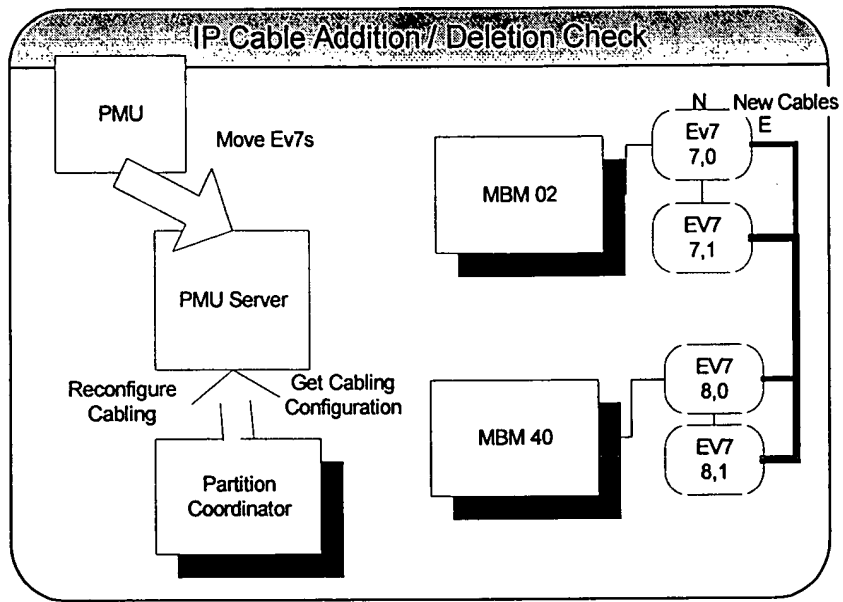 IP Cable Addition / Deletion Check
PMU
Move Ev7s
PMU Server
Reconfigure
Cabling
Get Cabling
Configuration
Partition
Coordinator
N New Cables
E
Ev7
7,0
MBM 02
EV7
7,1
EV7
8,0
MBM 40
EV7
8,1